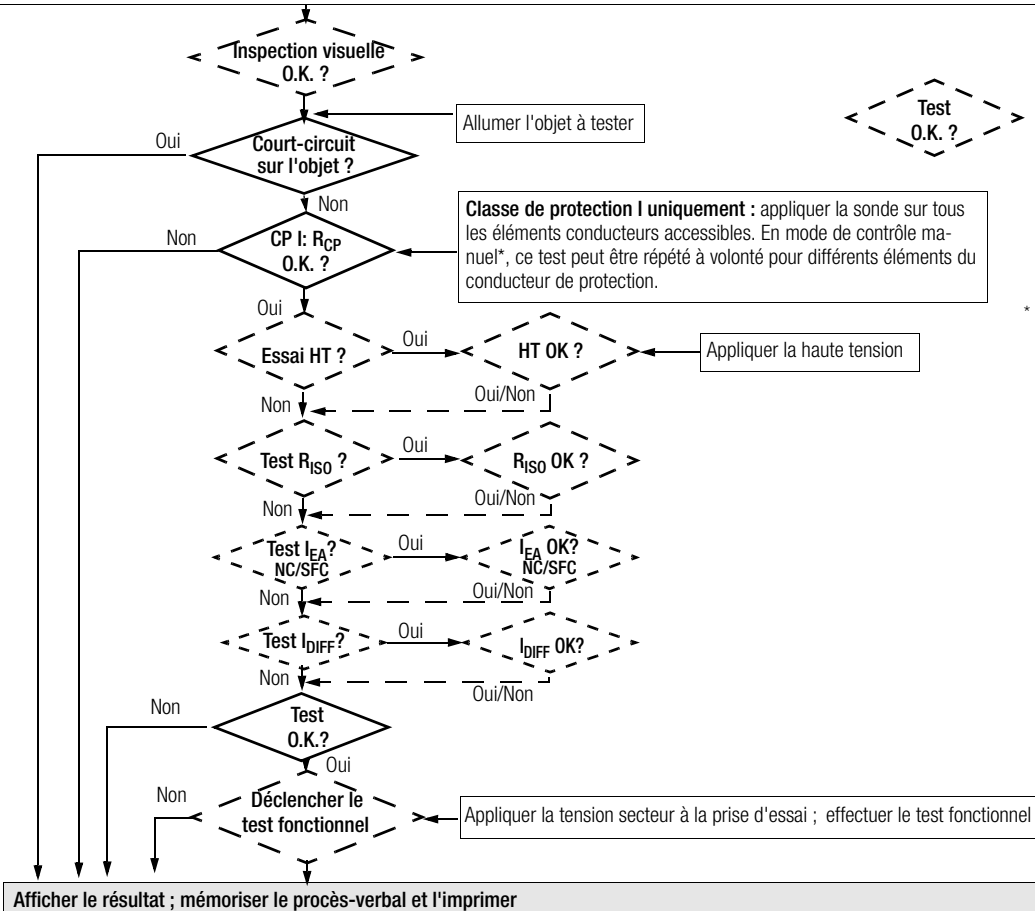 Inspection visuelle
O.K. ?
Allumer l'objet à tester
Test
O.K. ?
Oui
Court-circuit
sur l'objet ?
Non
Non
CP I: RCP
O.K. ?
Classe de protection I uniquement : appliquer la sonde sur tous
les éléments conducteurs accessibles. En mode de contrôle ma-
nuel*, ce test peut être répété à volonté pour différents éléments du
conducteur de protection.
*
Oui
Essai HT ?
Oui
HT OK ?
Appliquer la haute tension
Non
Oui/Non
Test RISO ?
Oui
RISO OK ?
Non
Oui/Non
Test IEA?
NC/SFC
Oui
IEA OK?
NC/SFC
Non
Oui/Non
Test IDIFF?
Oui
IDIFF OK?
Non
Oui/Non
Non
Test
O.K.?
Oui
Non
Déclencher le
test fonctionnel
Appliquer la tension secteur à la prise d'essai ; effectuer le test fonctionnel
Afficher le résultat ; mémoriser le procès-verbal et l'imprimer